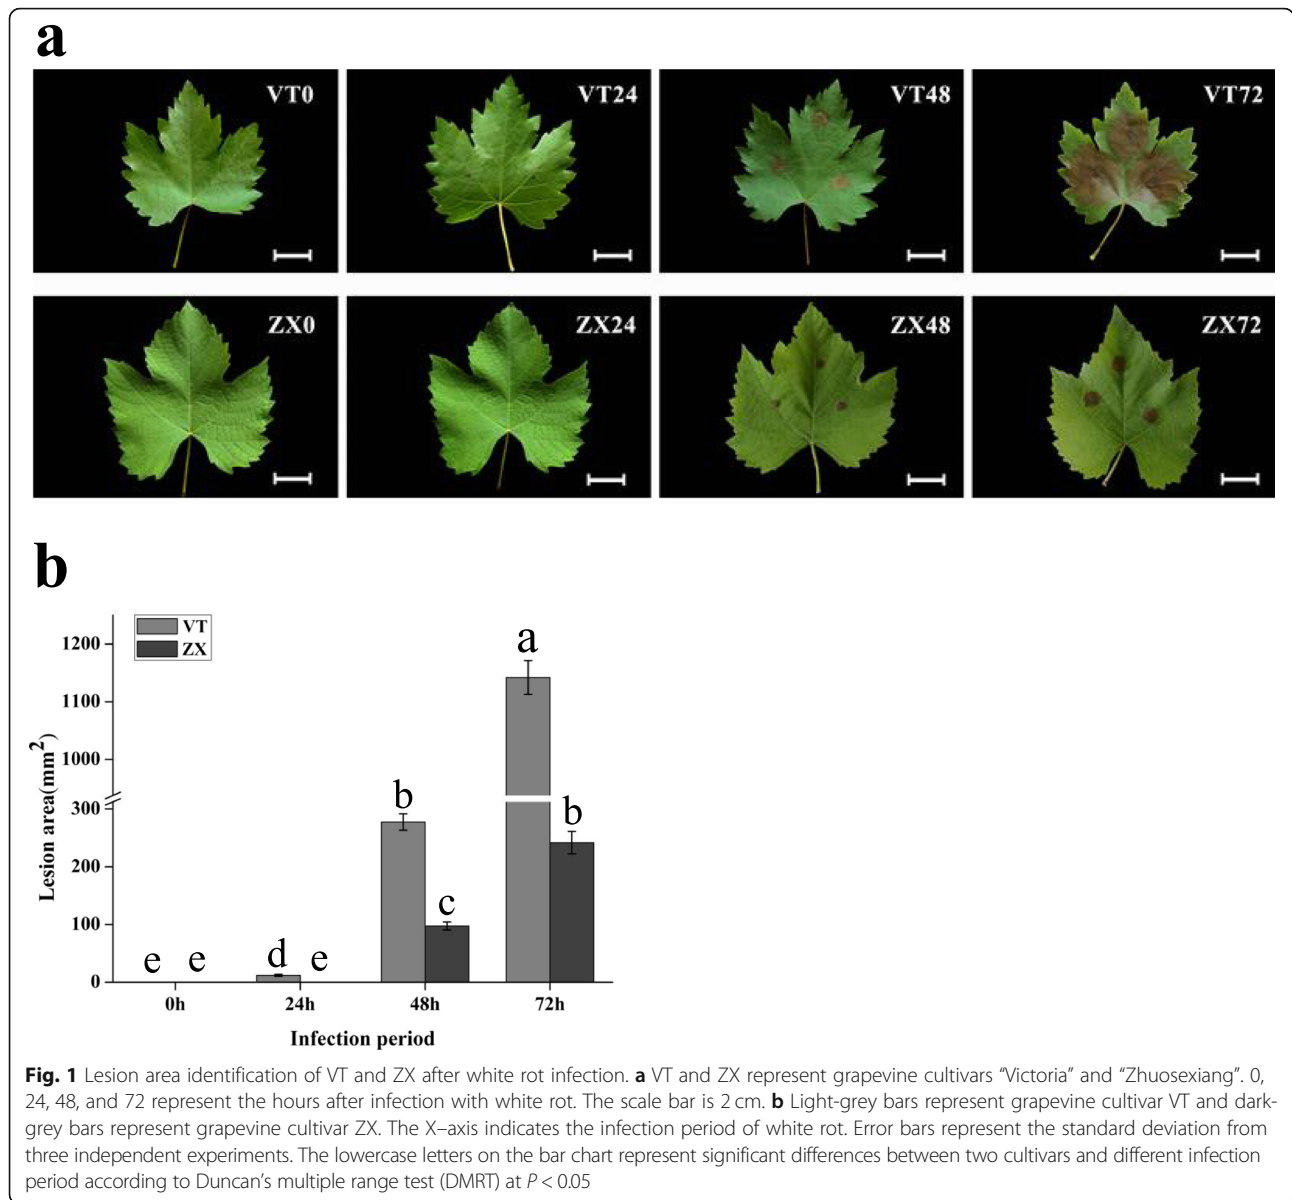 a
VT0 VT24 VT48 VT72
ZX0 ZX24 ZX48 ZX72
b
VT
ZX
1200
1100
1000
300
200
100
0
Lesion area(mm²)
e e d e b c a b
0h 24h 48h 72h
Infection period
Fig. 1 Lesion area identification of VT and ZX after white rot infection. a VT and ZX represent grapevine cultivars “Victoria” and “Zhuosexiang”. 0,
24, 48, and 72 represent the hours after infection with white rot. The scale bar is 2 cm. b Light-grey bars represent grapevine cultivar VT and dark-
grey bars represent grapevine cultivar ZX. The X–axis indicates the infection period of white rot. Error bars represent the standard deviation from
three independent experiments. The lowercase letters on the bar chart represent significant differences between two cultivars and different infection
period according to Duncan’s multiple range test (DMRT) at P < 0.05